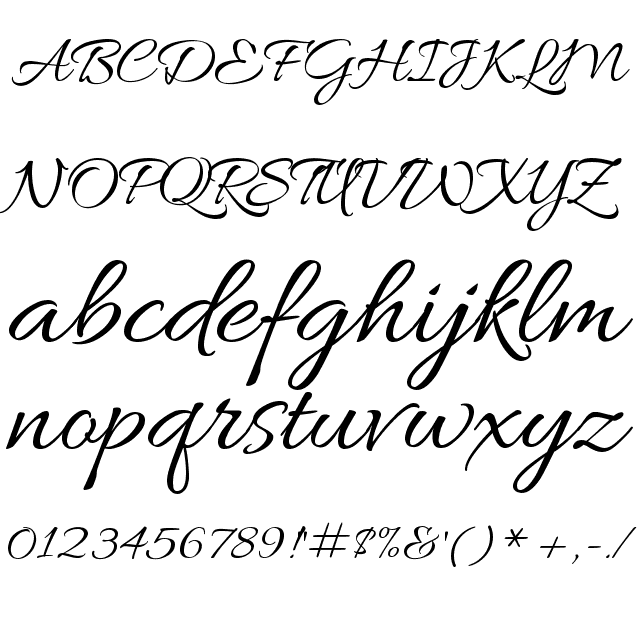 ABCDEFGHIJKLM
NOPQRSTUVWXYZ
abcdefghijklm
nopqrstuvwxyz
0123456789!"#$%&'()*+,-./